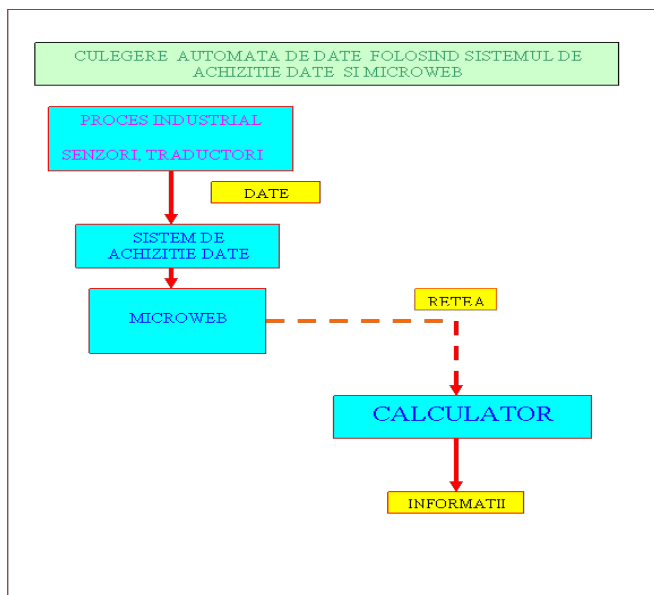 CULEGERE AUTOMATA DE DATE FOLOSIND SISTEMUL DE
ACHIZITIE DATE SI MICROWEB
PROCES INDUSTRIAL
SENZORI, TRADUCTORI
DATE
SISTEM DE
ACHIZITIE DATE
MICROWEB
RETEA
CALCULATOR
INFORMATII